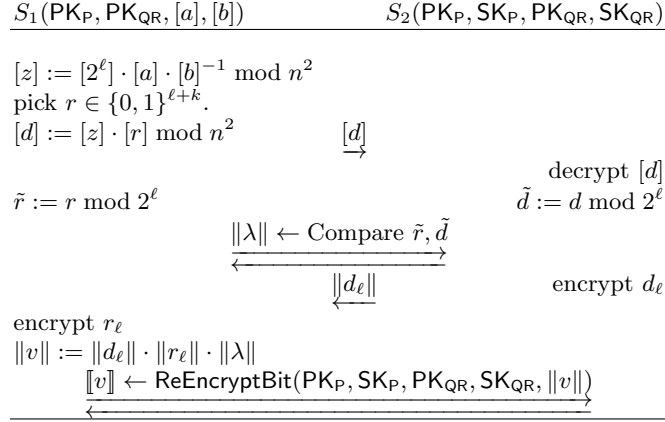 S₁(PK_P, PK_QR, [a], [b]) S₂(PK_P, SK_P, PK_QR, SK_QR)
[z] := [2^ℓ] · [a] · [b]⁻¹ mod n²
pick r ∈ {0, 1}^{ℓ+k}.
[d] := [z] · [r] mod n² [d]
→
decrypt [d]
r̃ := r mod 2^ℓ d̃ := d mod 2^ℓ
‖λ‖ ← Compare r̃, d̃
‖d_ℓ‖ encrypt d_ℓ
encrypt r_ℓ
‖v‖ := ‖d_ℓ‖ · ‖r_ℓ‖ · ‖λ‖
⟦v⟧ ← ReEncryptBit(PK_P, SK_P, PK_QR, SK_QR, ‖v‖)